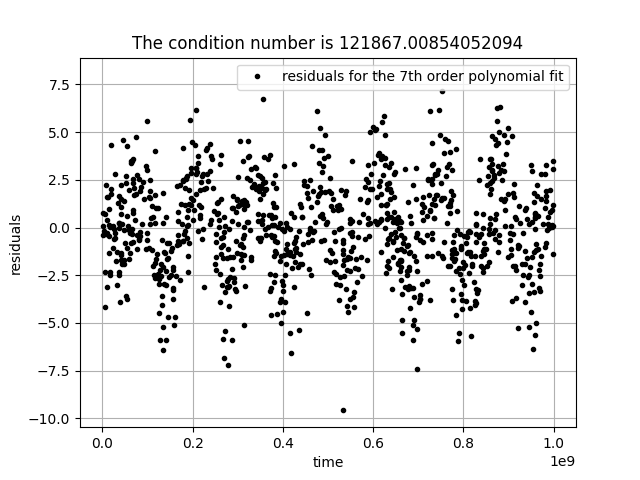 The condition number is 121867.00854052094
residuals for the 7th order polynomial fit
7.5
5.0
2.5
0.0
−2.5
−5.0
−7.5
−10.0
residuals
0.0 0.2 0.4 0.6 0.8 1.0
time
1e9